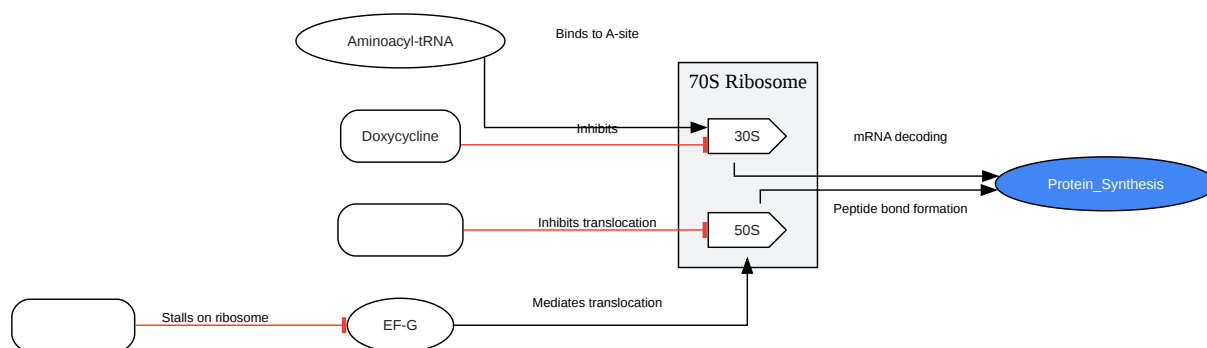 Aminoacyl-tRNA
Binds to A-site
70S Ribosome
Doxycycline
Inhibits
30S
mRNA decoding
Protein_Synthesis
Inhibits translocation
50S
Peptide bond formation
Stalls on ribosome
EF-G
Mediates translocation